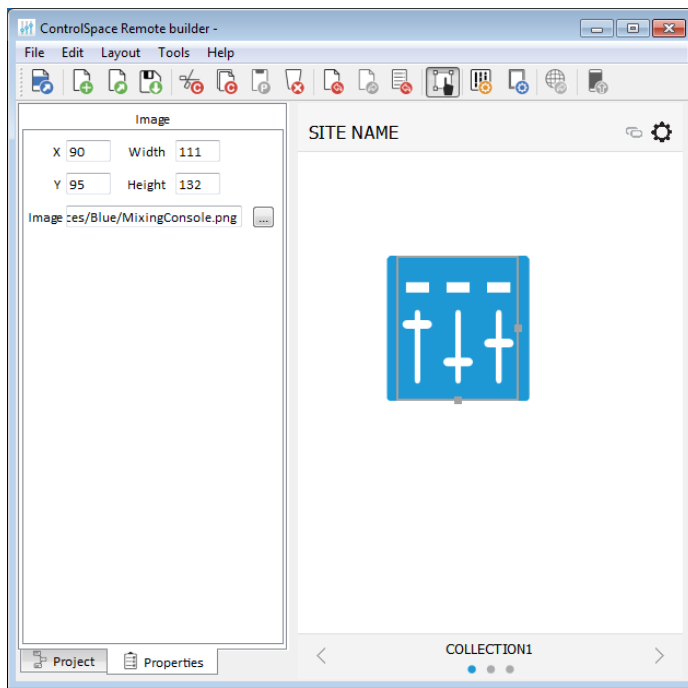 ControlSpace Remote builder -
File Edit Layout Tools Help
Image
X 90 Width 111
Y 95 Height 132
Image ces/Blue/MixingConsole.png ...
SITE NAME
COLLECTION1
Project Properties